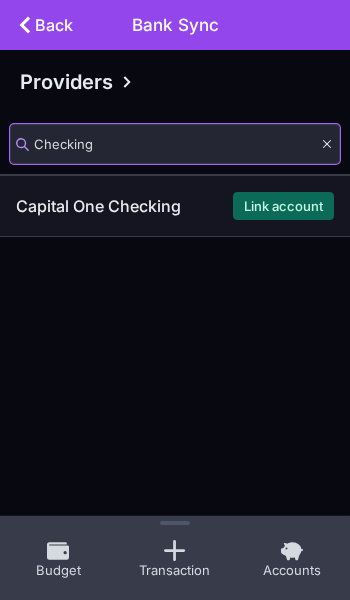 Back
Bank Sync
Providers
Checking
Capital One Checking
Link account
Budget
Transaction
Accounts